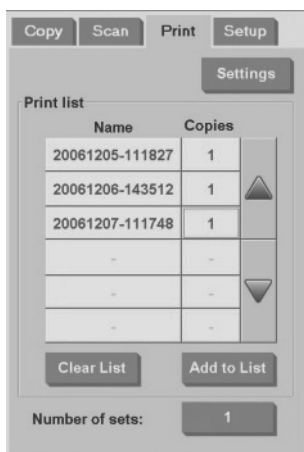 Copy Scan Print Setup
Settings
Print list
Name Copies
20061205-111827 1
20061206-143512 1
20061207-111748 1
- -
- -
- -
Clear List Add to List
Number of sets: 1